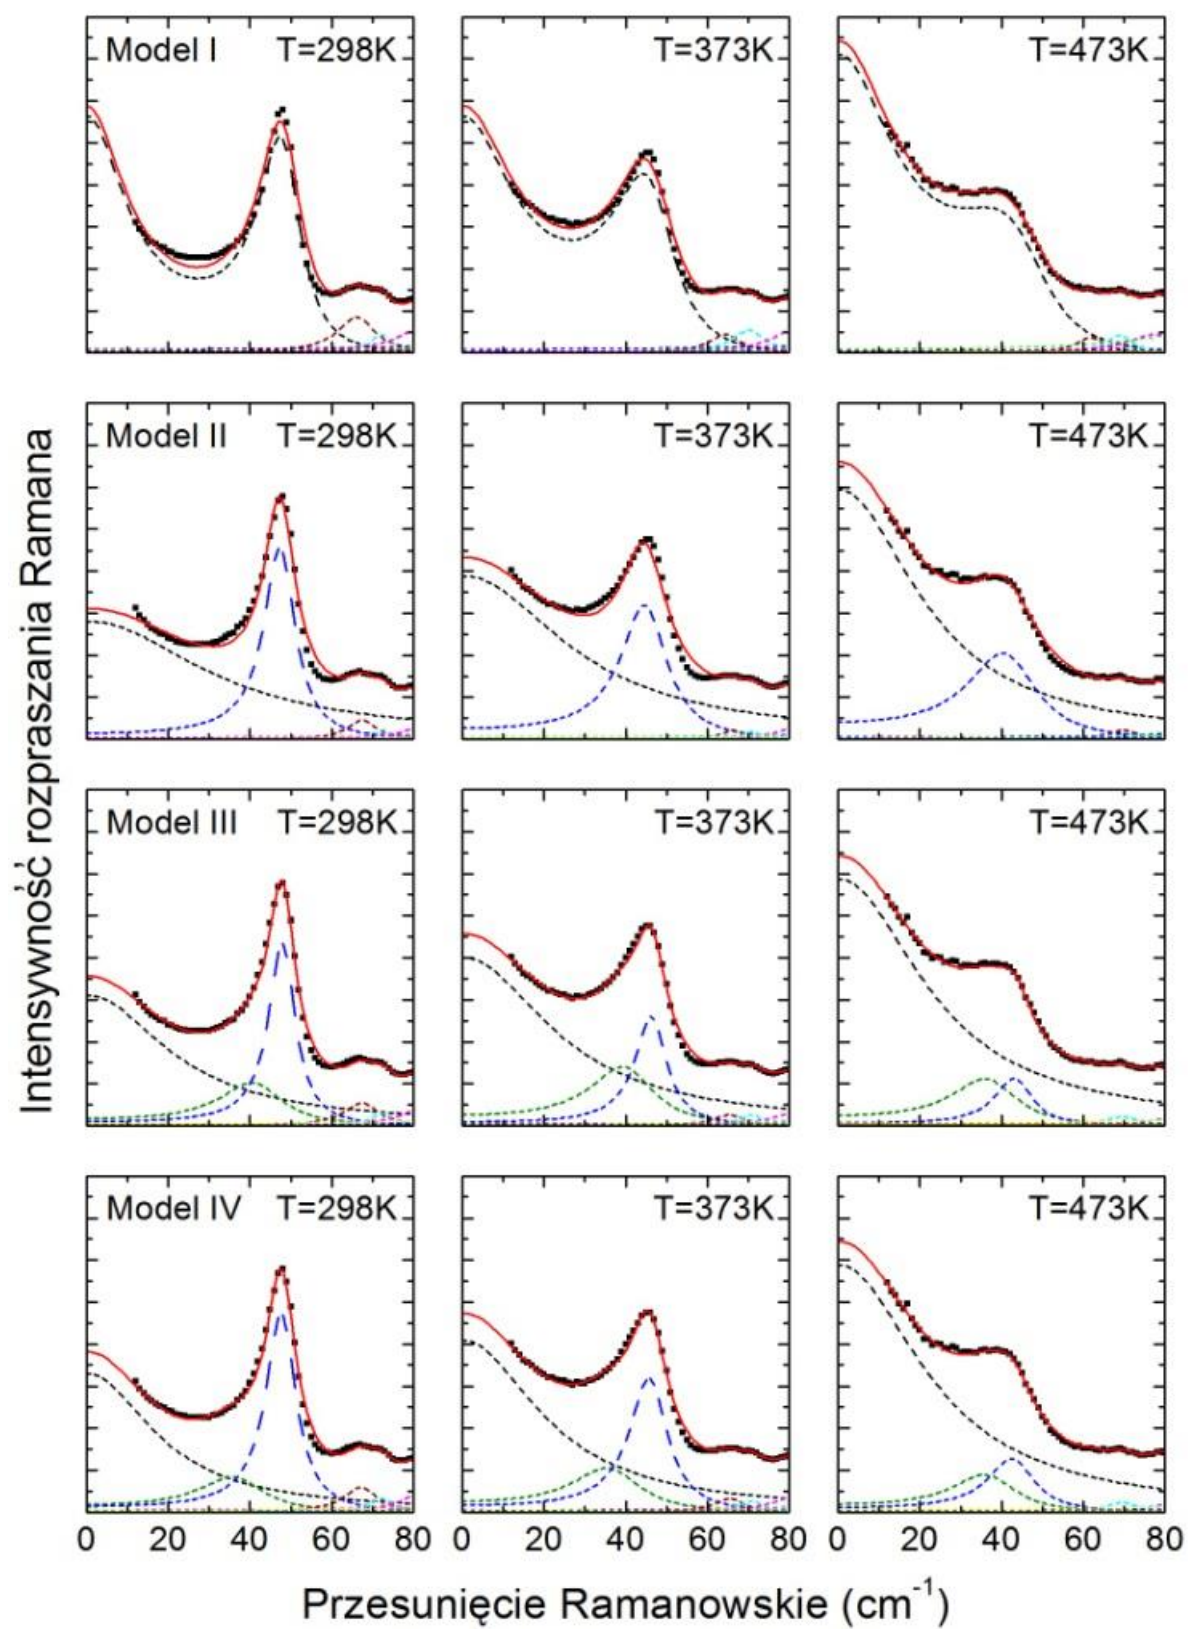 Model I T=298K T=373K T=473K
Model II T=298K T=373K T=473K
Model III T=298K T=373K T=473K
Model IV T=298K T=373K T=473K
Intensywność rozpraszania Ramana
0 20 40 60 80 0 20 40 60 80 0 20 40 60 80
Przesunięcie Ramanowskie (cm⁻¹)